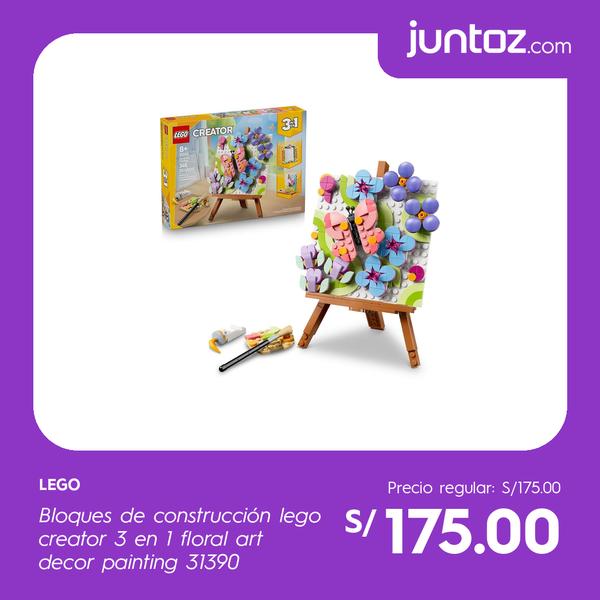 juntoz.com
LEGO CREATOR
3in1
8+
LEGO
Bloques de construcción lego
creator 3 en 1 floral art
decor painting 31390
Precio regular: S/175.00
S/ 175.00